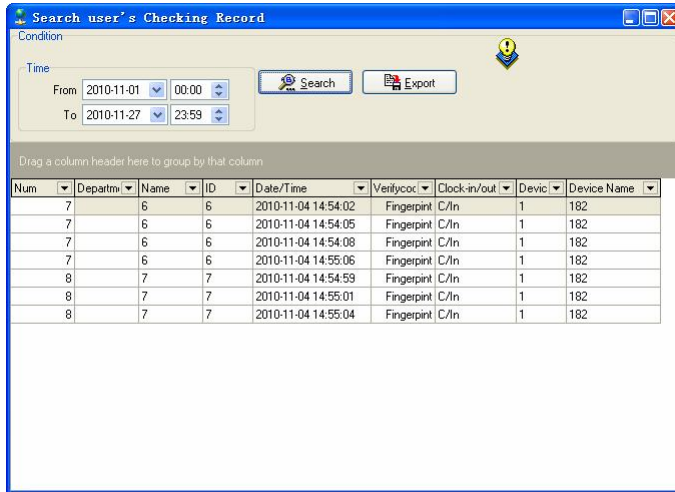 Search user's Checking Record
Condition
Time
From 2010-11-01 00:00
To 2010-11-27 23:59
Search
Export
Drag a column header here to group by that column
Num Departm Name ID Date/Time Verifycoc Clock-in/out Devic Device Name
7 6 6 2010-11-04 14:54:02 Fingerpint C/In 1 182
7 6 6 2010-11-04 14:54:05 Fingerpint C/In 1 182
7 6 6 2010-11-04 14:54:08 Fingerpint C/In 1 182
7 6 6 2010-11-04 14:55:06 Fingerpint C/In 1 182
8 7 7 2010-11-04 14:54:59 Fingerpint C/In 1 182
8 7 7 2010-11-04 14:55:01 Fingerpint C/In 1 182
8 7 7 2010-11-04 14:55:04 Fingerpint C/In 1 182